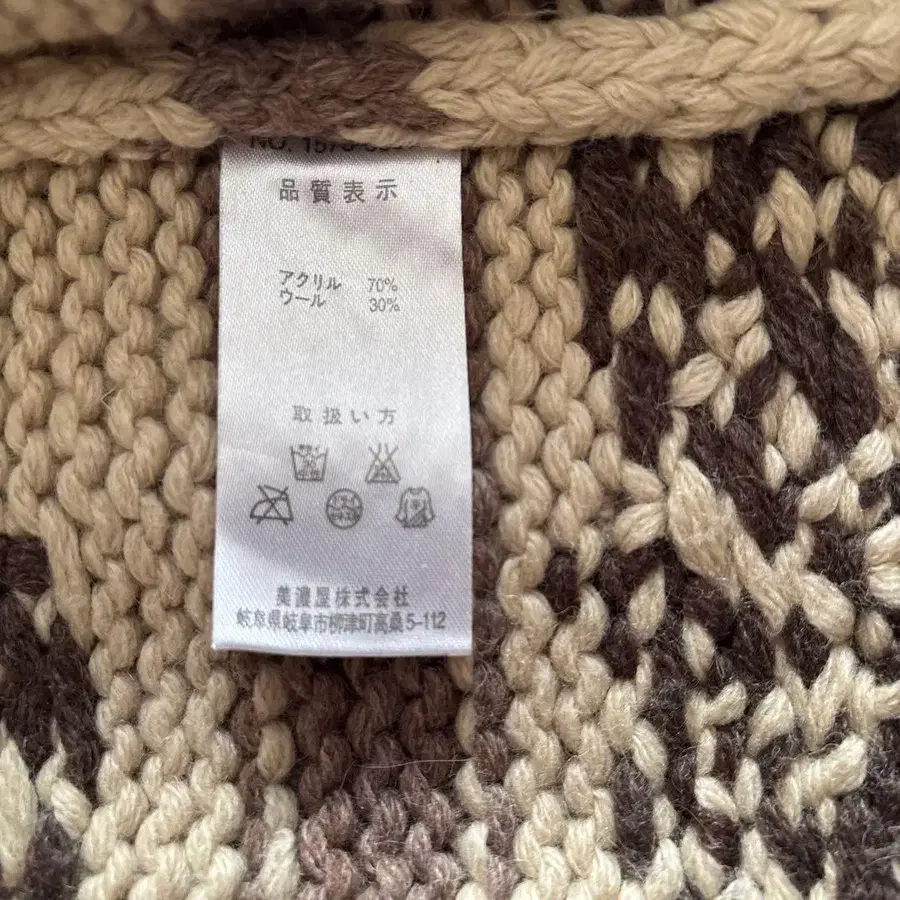 品質表示
アクリル 70%
ウール 30%
取扱い方
美濃屋株式会社
岐阜県岐阜市柳津町高桑5-112